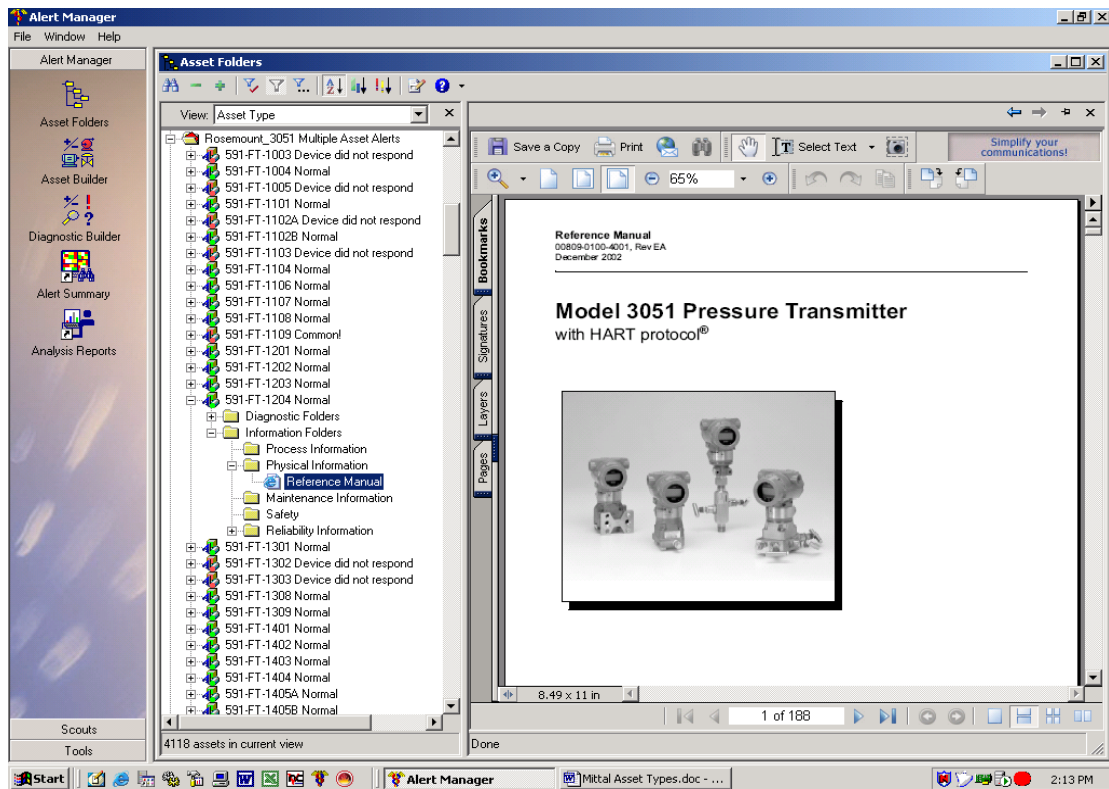 Alert Manager
File Window Help
Alert Manager
Asset Folders
Asset Builder
Diagnostic Builder
Alert Summary
Analysis Reports
Scouts
Tools
Asset Folders
View: Asset Type
Rosemount_3051 Multiple Asset Alerts
591-FT-1003 Device did not respond
591-FT-1004 Normal
591-FT-1005 Device did not respond
591-FT-1101 Normal
591-FT-1102A Device did not respond
591-FT-1102B Normal
591-FT-1103 Device did not respond
591-FT-1104 Normal
591-FT-1106 Normal
591-FT-1107 Normal
591-FT-1108 Normal
591-FT-1109 Common!
591-FT-1201 Normal
591-FT-1202 Normal
591-FT-1203 Normal
591-FT-1204 Normal
Diagnostic Folders
Information Folders
Process Information
Physical Information
Reference Manual
Maintenance Information
Safety
Reliability Information
591-FT-1301 Normal
591-FT-1302 Device did not respond
591-FT-1303 Device did not respond
591-FT-1308 Normal
591-FT-1309 Normal
591-FT-1401 Normal
591-FT-1402 Normal
591-FT-1403 Normal
591-FT-1404 Normal
591-FT-1405A Normal
591-FT-1405B Normal
4118 assets in current view
Save a Copy Print Select Text
Simplify your
communications!
65%
Bookmarks
Signatures
Layers
Pages
Reference Manual
00809-0100-4001, Rev EA
December 2002
Model 3051 Pressure Transmitter
with HART protocol®
8.49 x 11 in
1 of 188
Done
Start
Alert Manager
Mittal Asset Types.doc - ...
2:13 PM